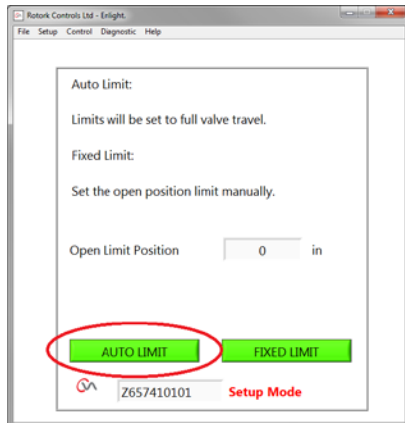 Rotork Controls Ltd - Enlight.
File Setup Control Diagnostic Help
Auto Limit:
Limits will be set to full valve travel.
Fixed Limit:
Set the open position limit manually.
Open Limit Position 0 in
AUTO LIMIT FIXED LIMIT
Z657410101 Setup Mode